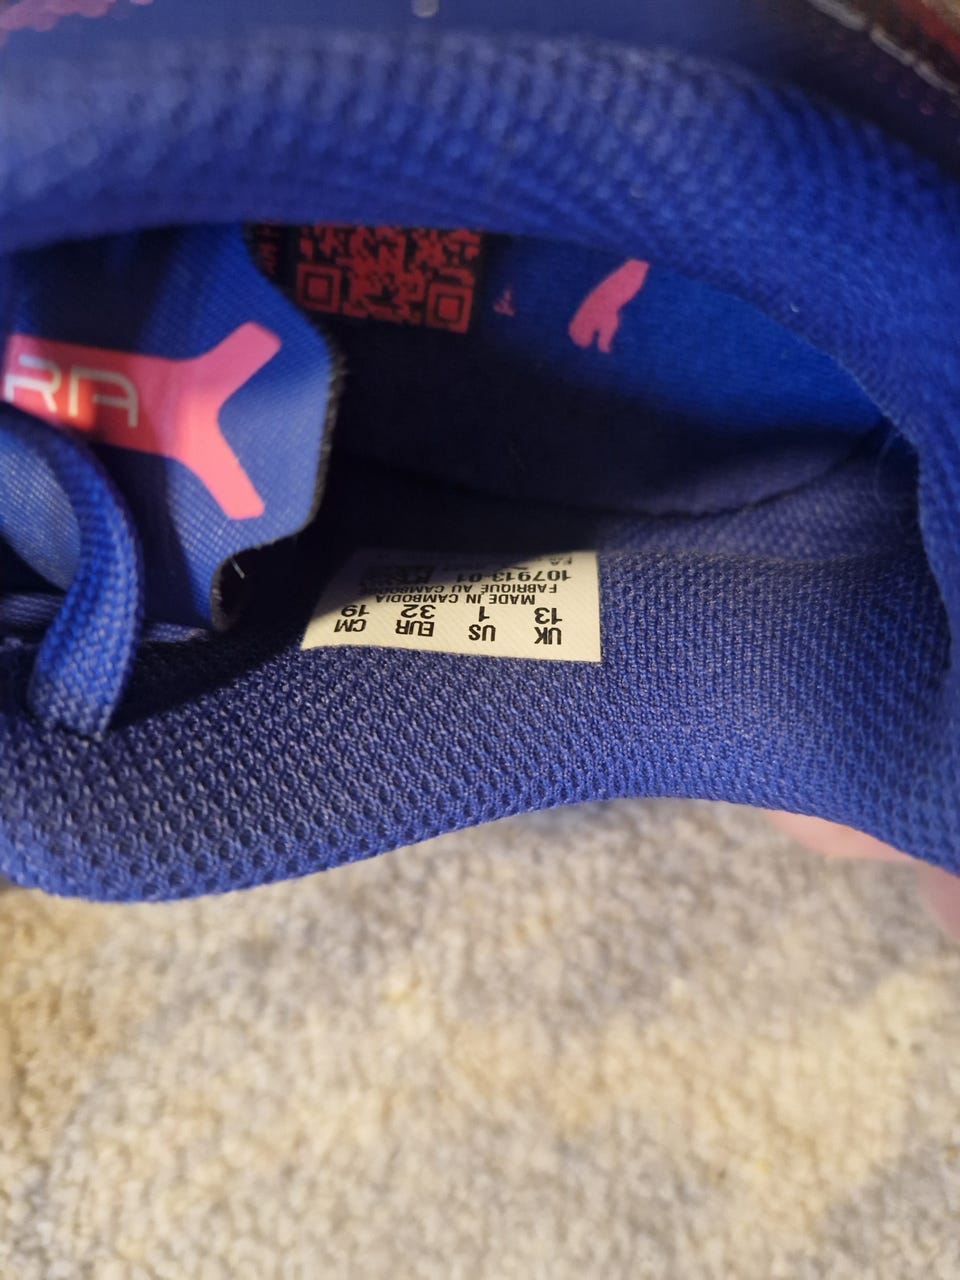 RA
UK US EUR CM
13 1 32 19
MADE IN CAMBODIA
FABRIQUE AU
107913 01